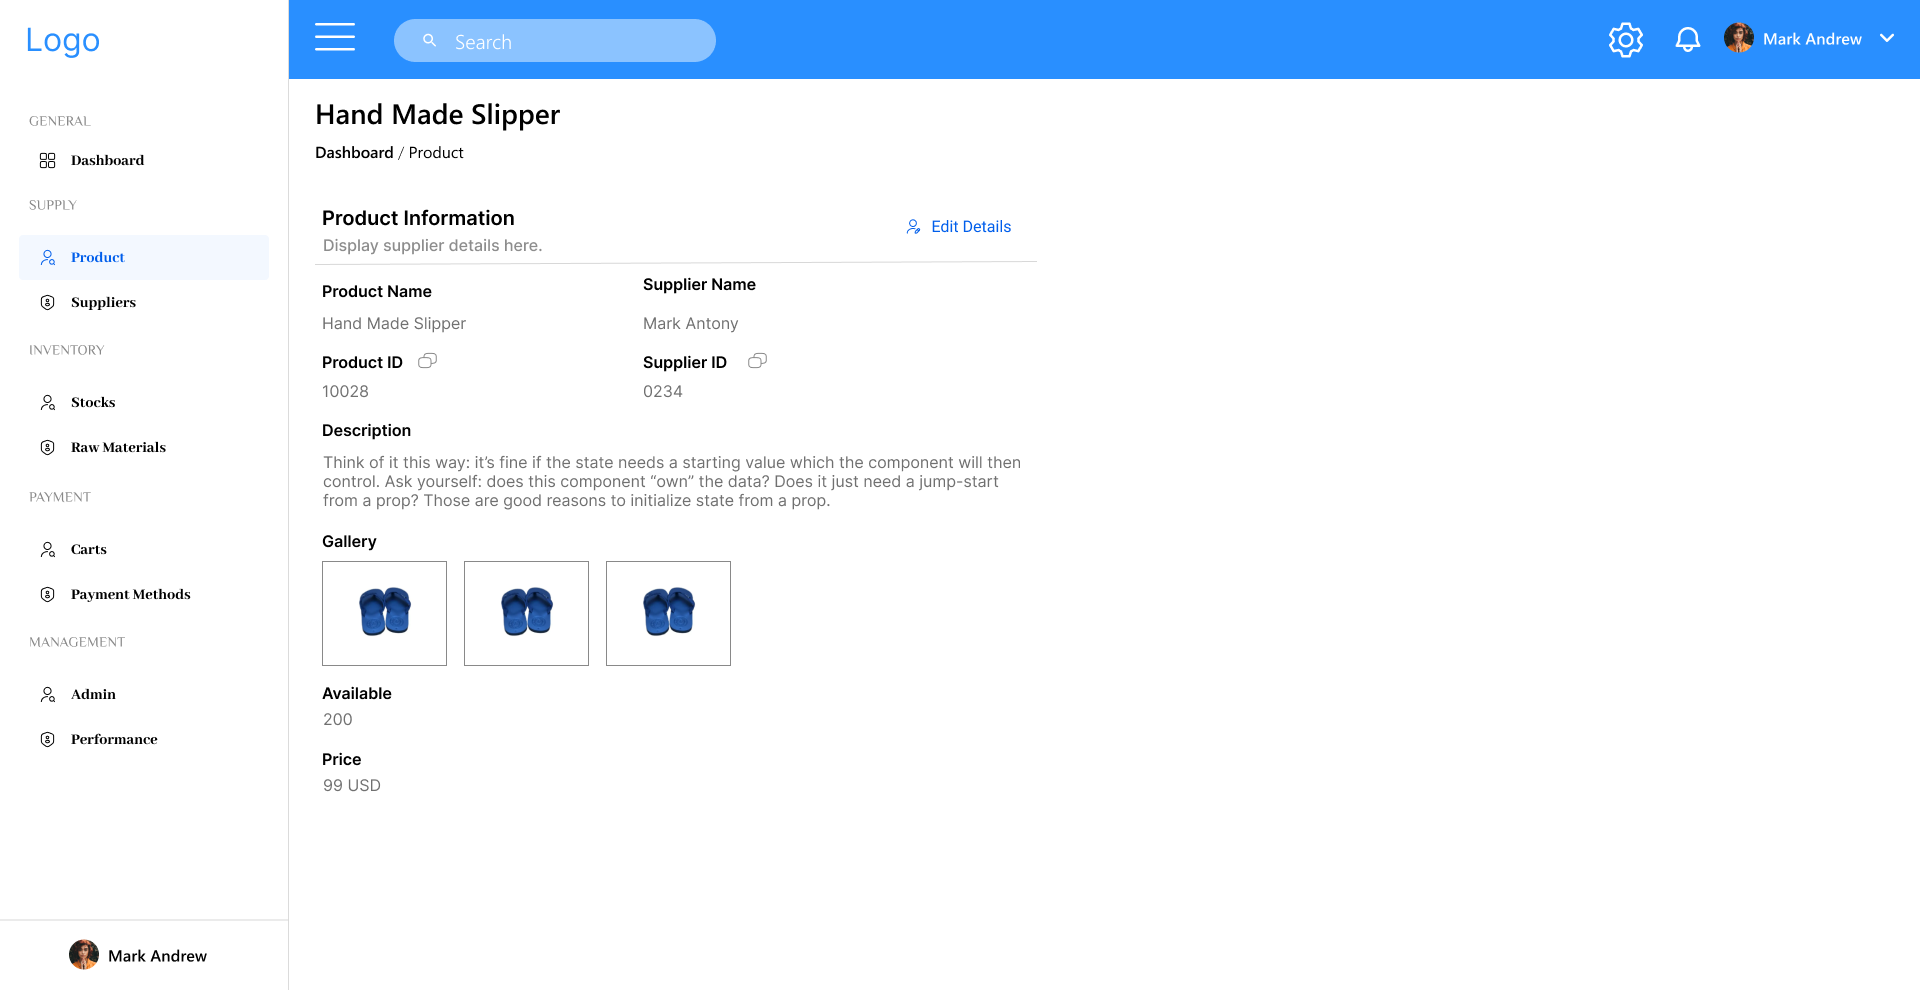 Logo
Search
Mark Andrew
GENERAL
Dashboard
SUPPLY
Product
Suppliers
INVENTORY
Stocks
Raw Materials
PAYMENT
Carts
Payment Methods
MANAGEMENT
Admin
Performance
Mark Andrew
Hand Made Slipper
Dashboard / Product
Product Information
Display supplier details here.
Edit Details
Product Name
Supplier Name
Hand Made Slipper
Mark Antony
Product ID
Supplier ID
10028
0234
Description
Think of it this way: it’s fine if the state needs a starting value which the component will then
control. Ask yourself: does this component “own” the data? Does it just need a jump-start
from a prop? Those are good reasons to initialize state from a prop.
Gallery
Available
200
Price
99 USD